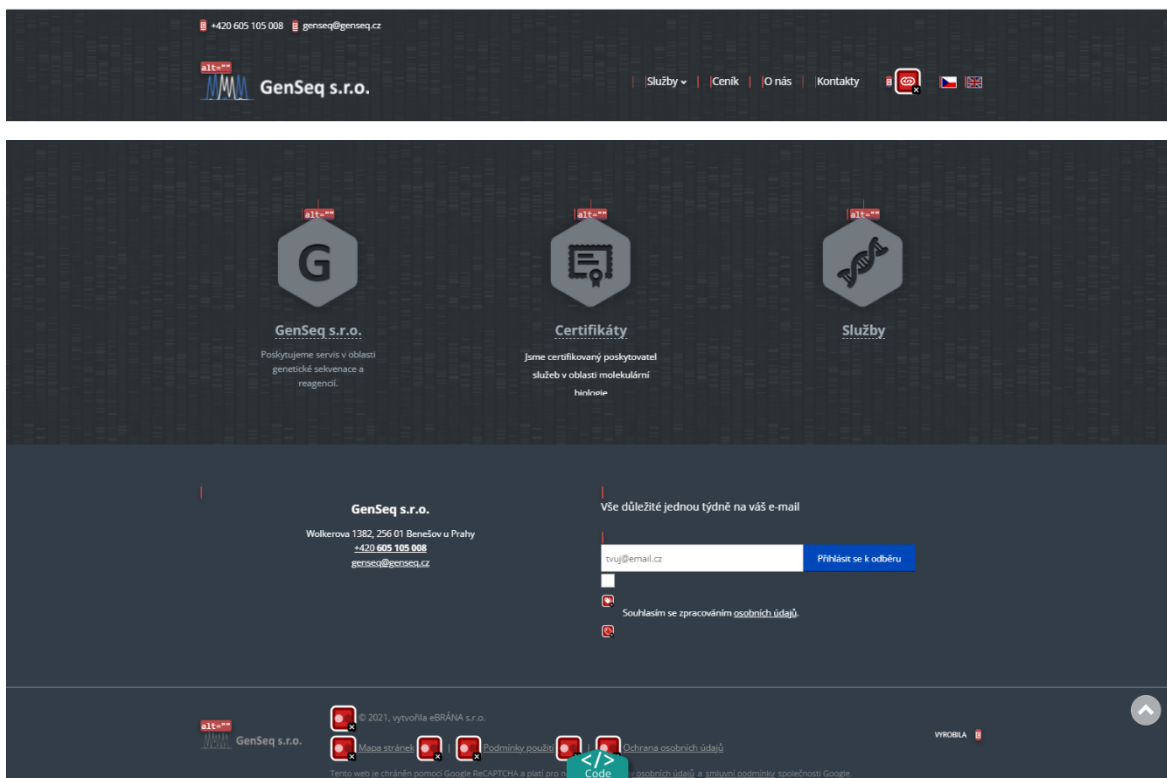 +420 605 105 008 genseq@genseq.cz
alt=""
GenSeq s.r.o.
Služby | Ceník | O nás | Kontakty
alt="" alt="" alt=""
G
GenSeq s.r.o. Certifikáty Služby
Poskytujeme servis v oblasti
genetické sekvenace a
reagencií.
Jsme certifikovaný poskytovatel
služeb v oblasti molekulární
biologie
GenSeq s.r.o.
Wolkerova 1382, 256 01 Benešov u Prahy
+420 605 105 008
genseq@genseq.cz
Vše důležité jednou týdně na váš e-mail
tvuj@email.cz Přihlásit se k odběru
Souhlasím se zpracováním osobních údajů.
alt=""
GenSeq s.r.o.
© 2021, vytvořila eBRÁNA s.r.o.
Mapa stránek | Podmínky použití | Ochrana osobních údajů
Tento web je chráněn pomocí Google ReCAPTCHA a platí pro n osobních údajů a smluvní podmínky společnosti Google.
</>
Code
VYROBILA